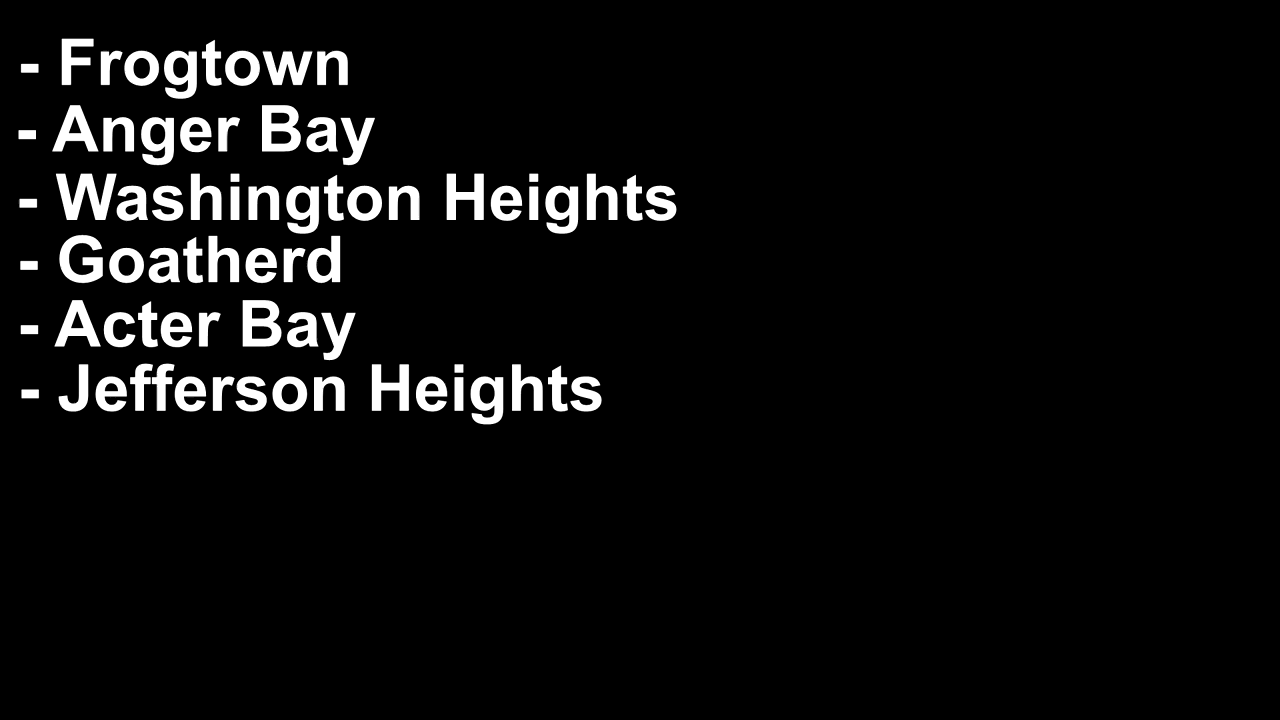 - Frogtown
- Anger Bay
- Washington Heights
- Goatherd
- Acter Bay
- Jefferson Heights